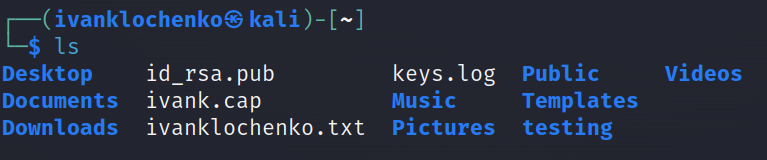 ┌──(ivanklochenko㉿kali)-[~]
└─$ ls
Desktop id_rsa.pub keys.log Public Videos
Documents ivank.cap Music Templates
Downloads ivanklochenko.txt Pictures testing